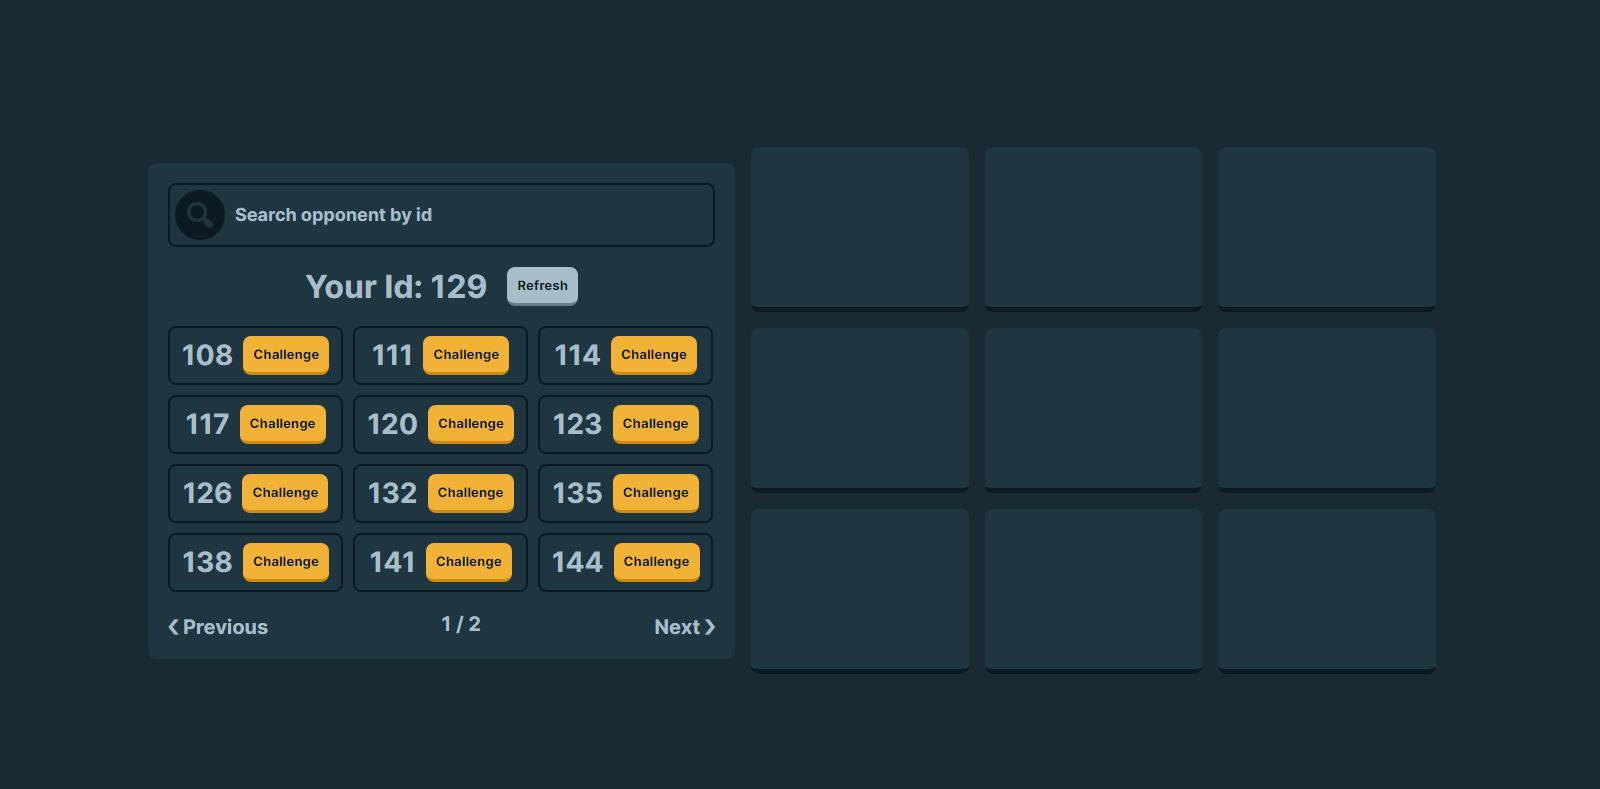 Search opponent by id
Your Id: 129 Refresh
108 Challenge 111 Challenge 114 Challenge
117 Challenge 120 Challenge 123 Challenge
126 Challenge 132 Challenge 135 Challenge
138 Challenge 141 Challenge 144 Challenge
❮ Previous 1 / 2 Next ❯